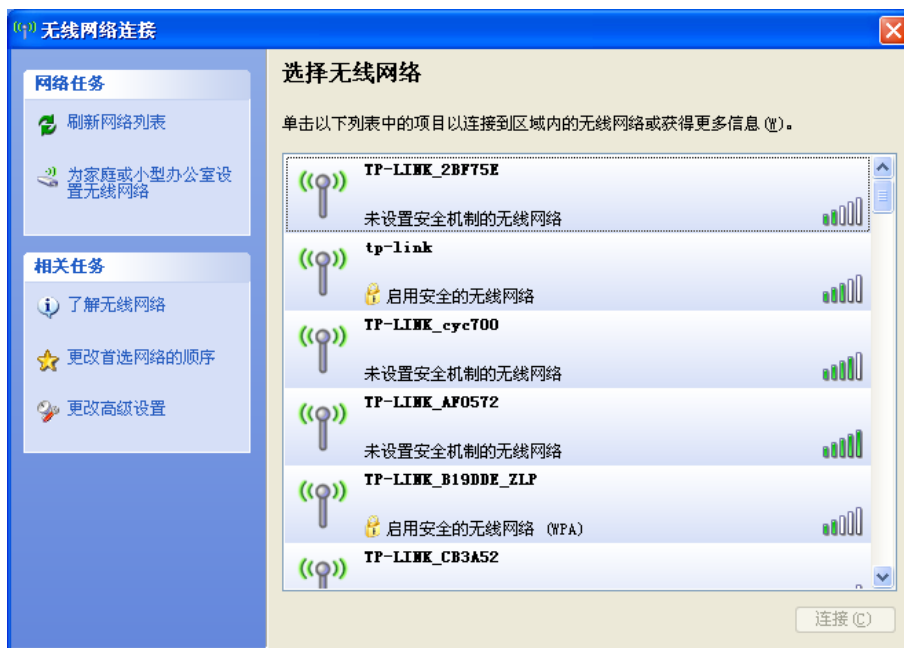 无线网络连接
网络任务
刷新网络列表
为家庭或小型办公室设
置无线网络
相关任务
了解无线网络
更改首选网络的顺序
更改高级设置
选择无线网络
单击以下列表中的项目以连接到区域内的无线网络或获得更多信息(W)。
TP-LINK_2BF75E
未设置安全机制的无线网络
tp-link
启用安全的无线网络
TP-LINK_cyc700
未设置安全机制的无线网络
TP-LINK_AF0572
未设置安全机制的无线网络
TP-LINK_B19DDE_ZLP
启用安全的无线网络 (WPA)
TP-LINK_CB3A52
连接(C)